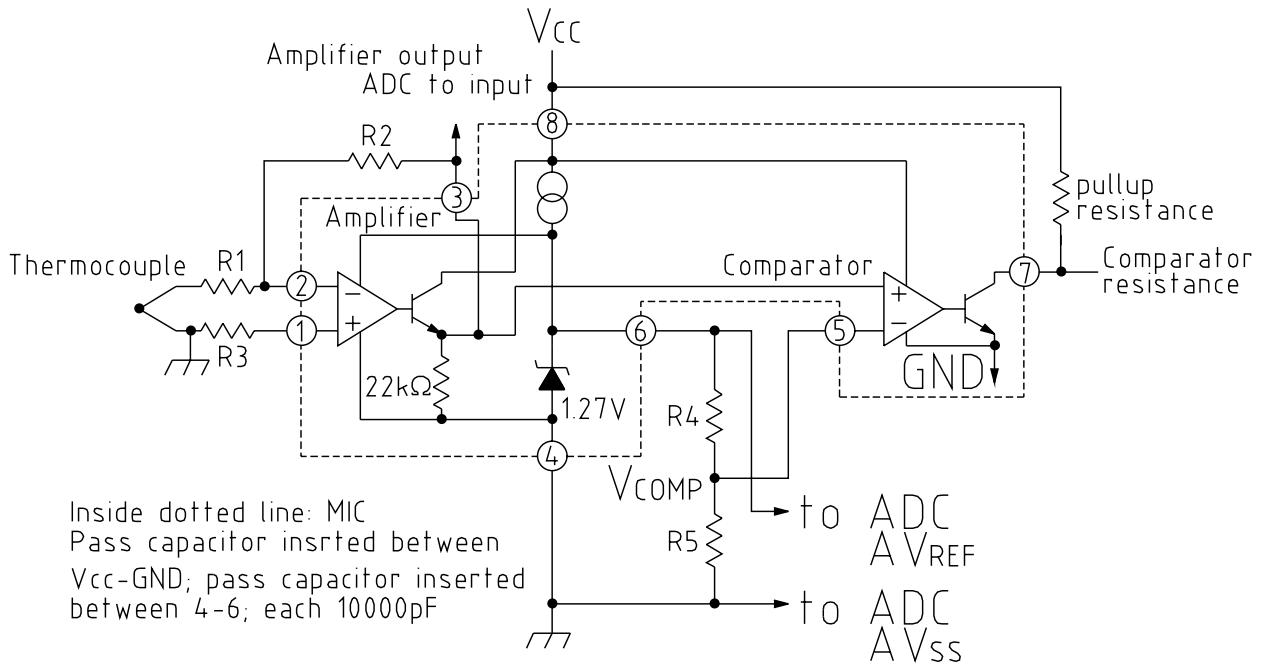 Vcc
Amplifier output
ADC to input
8
R2
3
pullup
resistance
Amplifier
Thermocouple
R1
2
Comparator
7
Comparator
resistance
−
+
+
−
1
6
5
R3
22kΩ
1.27V
GND
R4
4
VCOMP
Inside dotted line: MIC
Pass capacitor insrted between
Vcc-GND; pass capacitor inserted
between 4-6; each 10000pF
R5
to ADC
AVREF
to ADC
AVSS